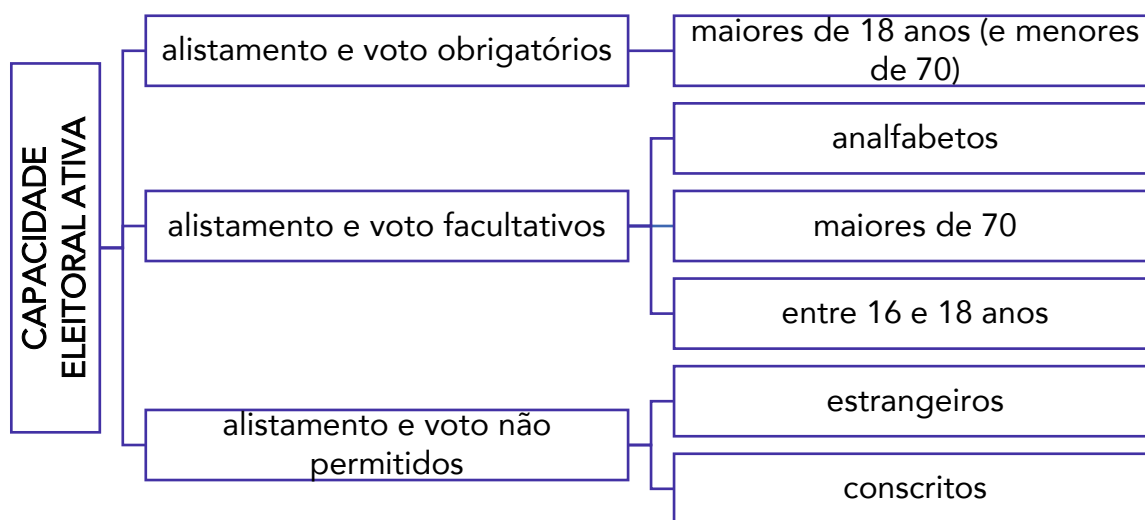 CAPACIDADE
ELEITORAL ATIVA
alistamento e voto obrigatórios
maiores de 18 anos (e menores
de 70)
alistamento e voto facultativos
analfabetos
maiores de 70
entre 16 e 18 anos
alistamento e voto não
permitidos
estrangeiros
conscritos